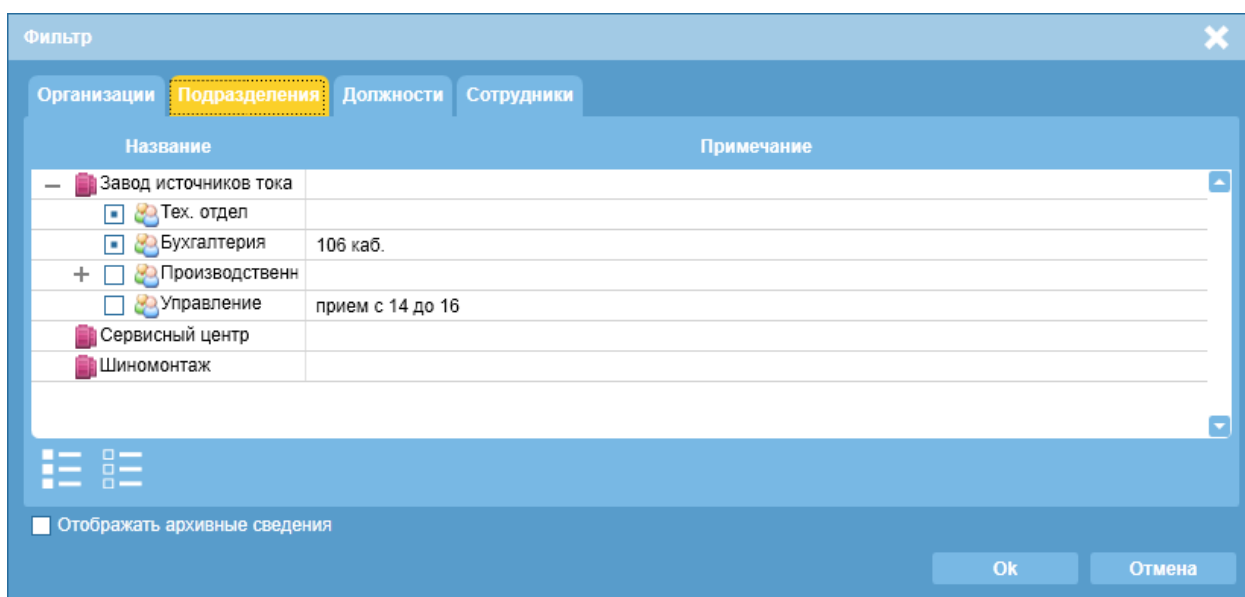 Фильтр
Организации Подразделения Должности Сотрудники
Название Примечание
Завод источников тока
Тех. отдел
Бухгалтерия 106 каб.
Производственн
Управление прием с 14 до 16
Сервисный центр
Шиномонтаж
Отображать архивные сведения
Ok Отмена